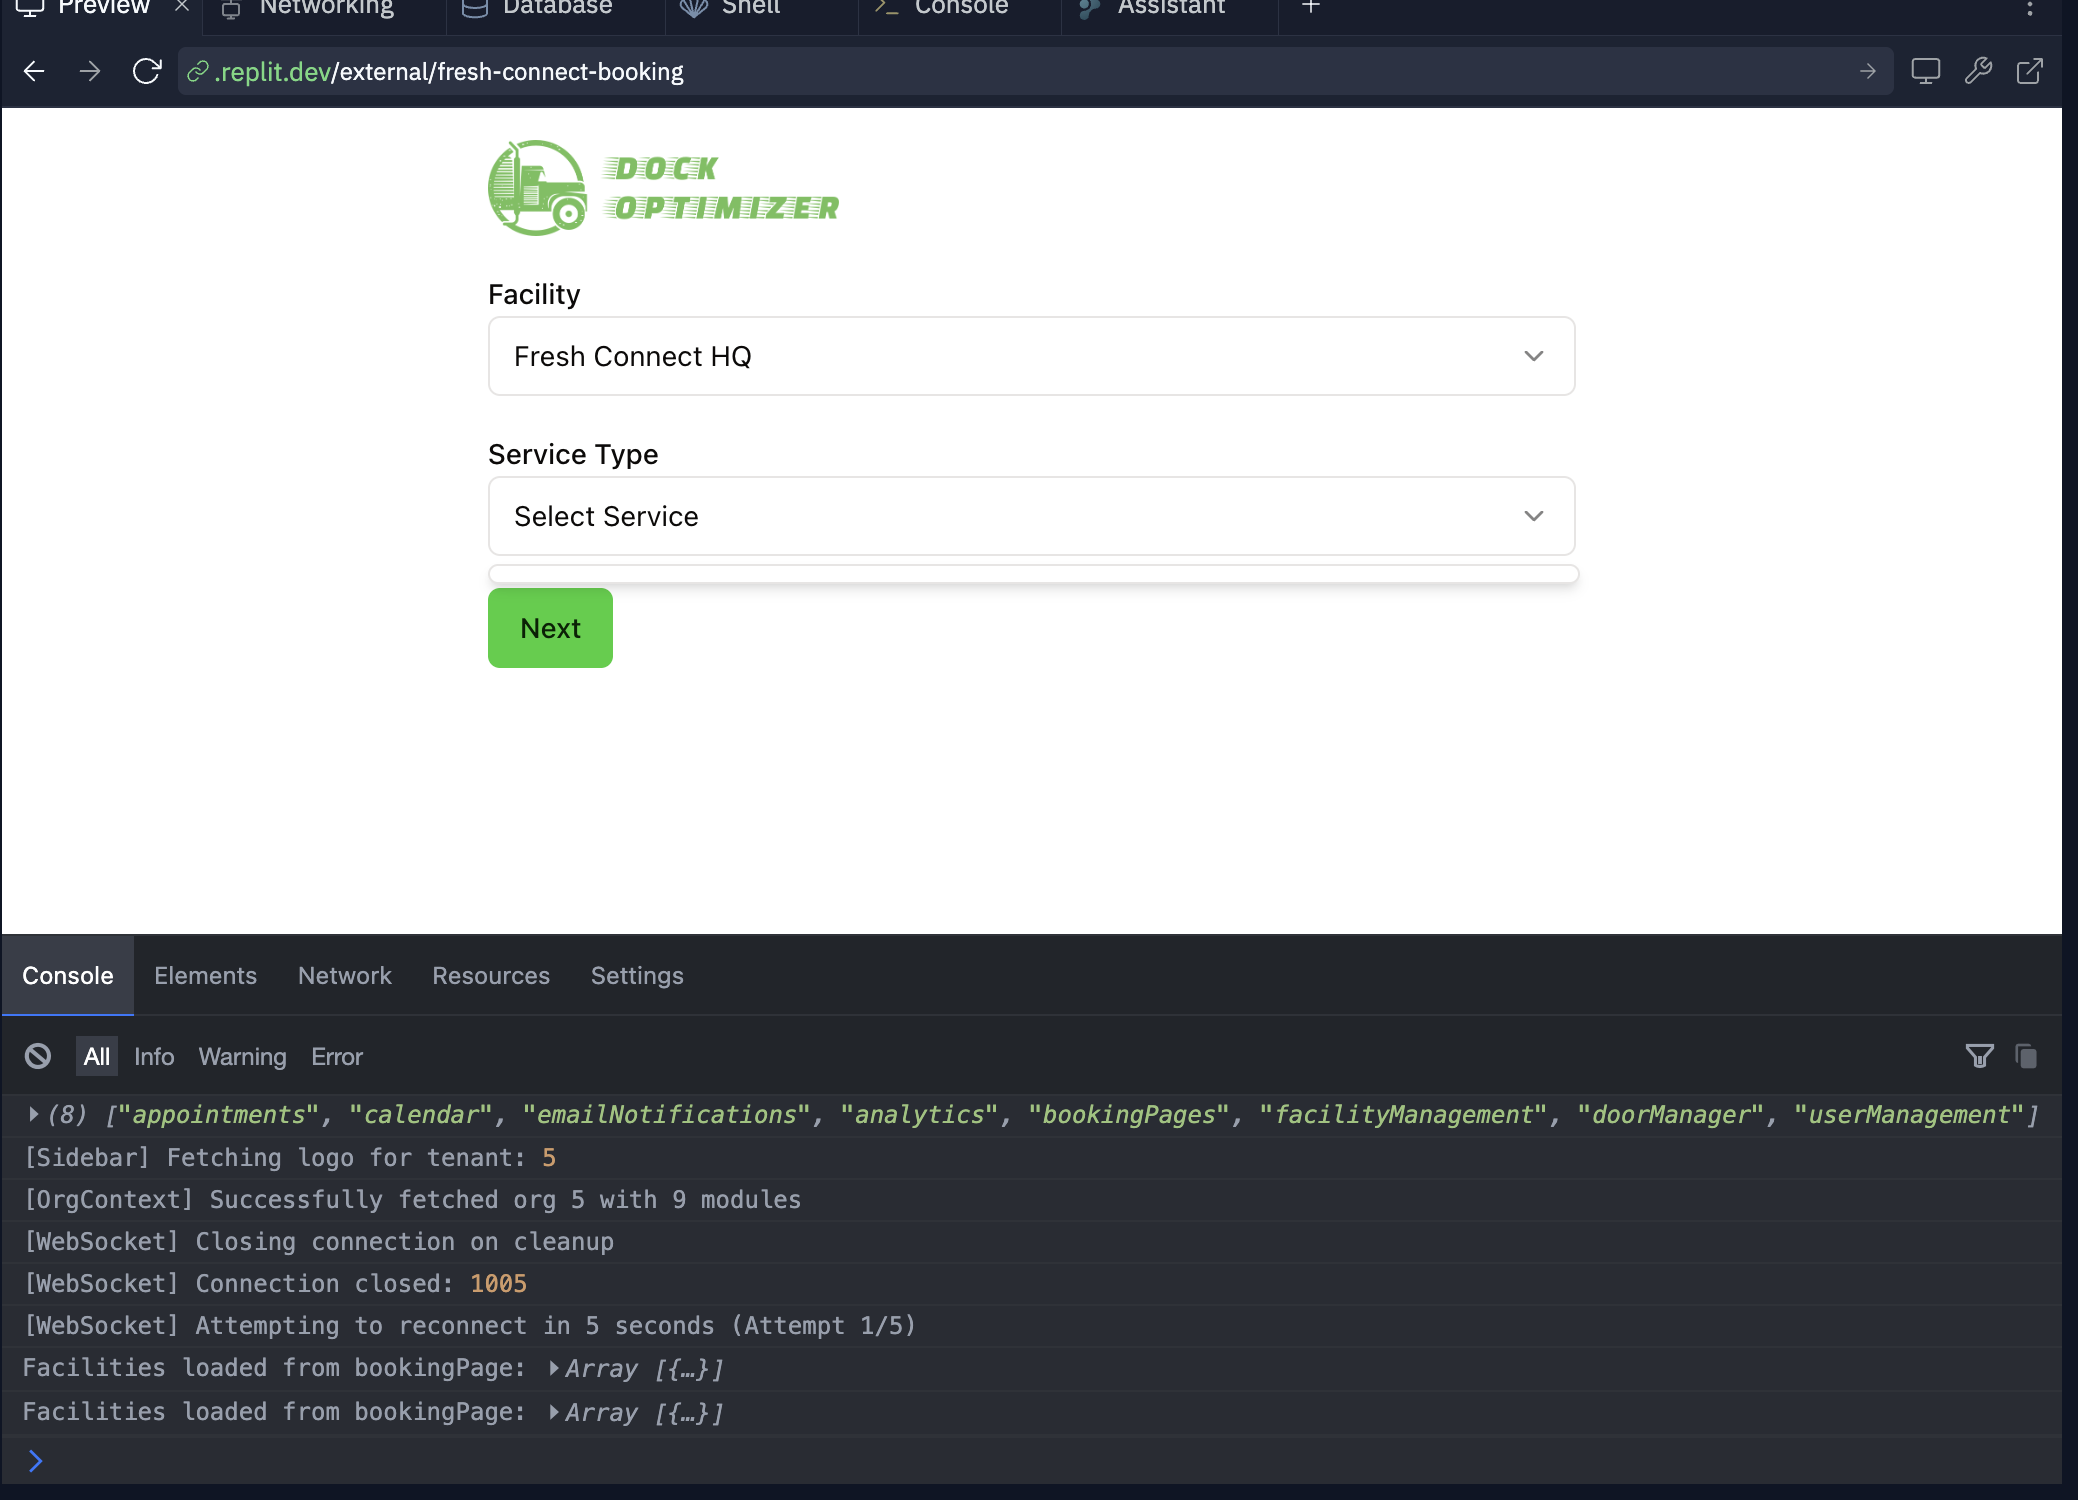 Preview Networking Database Shell Console Assistant
.replit.dev/external/fresh-connect-booking
DOCK
OPTIMIZER
Facility
Fresh Connect HQ
Service Type
Select Service
Next
Console Elements Network Resources Settings
All Info Warning Error
(8) ["appointments", "calendar", "emailNotifications", "analytics", "bookingPages", "facilityManagement", "doorManager", "userManagement"]
[Sidebar] Fetching logo for tenant: 5
[OrgContext] Successfully fetched org 5 with 9 modules
[WebSocket] Closing connection on cleanup
[WebSocket] Connection closed: 1005
[WebSocket] Attempting to reconnect in 5 seconds (Attempt 1/5)
Facilities loaded from bookingPage: Array [{…}]
Facilities loaded from bookingPage: Array [{…}]